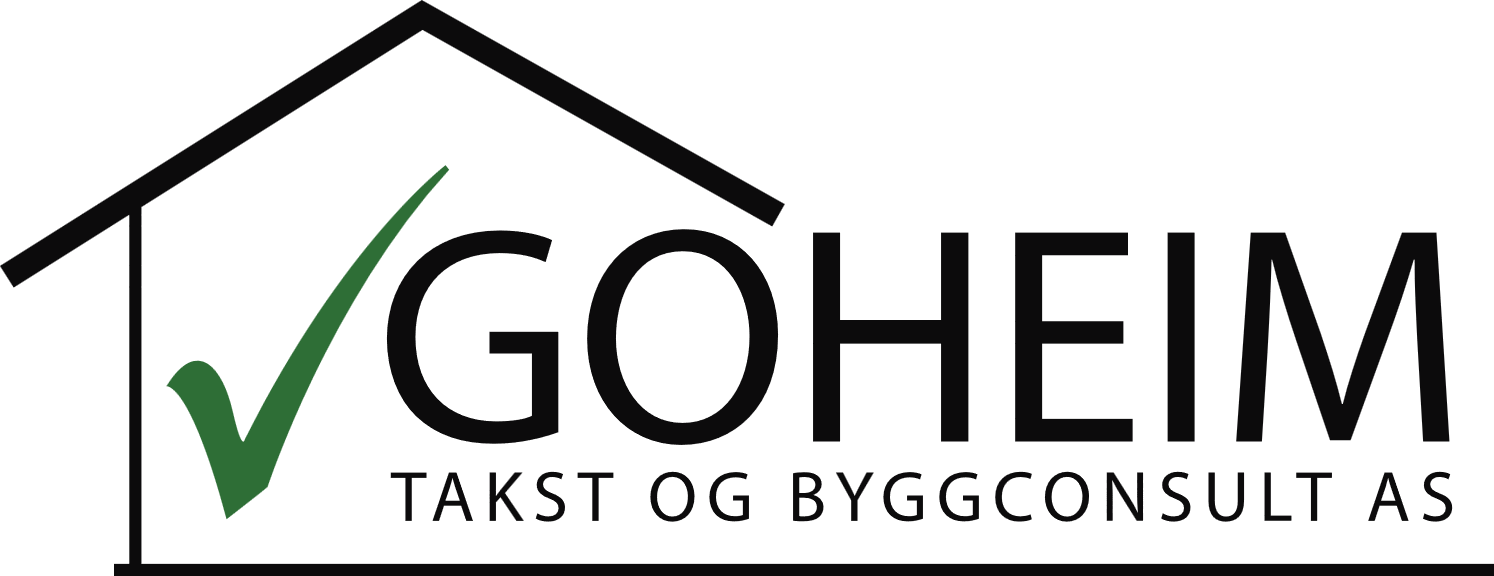 GOHEIM
TAKST OG BYGGCONSULT AS